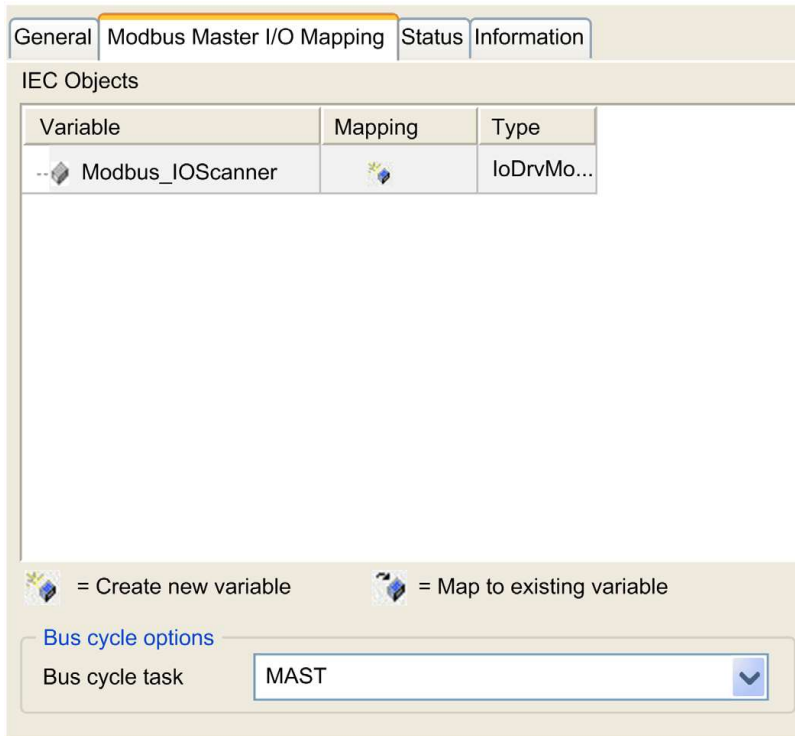 General Modbus Master I/O Mapping Status Information
IEC Objects
Variable Mapping Type
Modbus_IOScanner IoDrvMo...
= Create new variable = Map to existing variable
Bus cycle options
Bus cycle task MAST